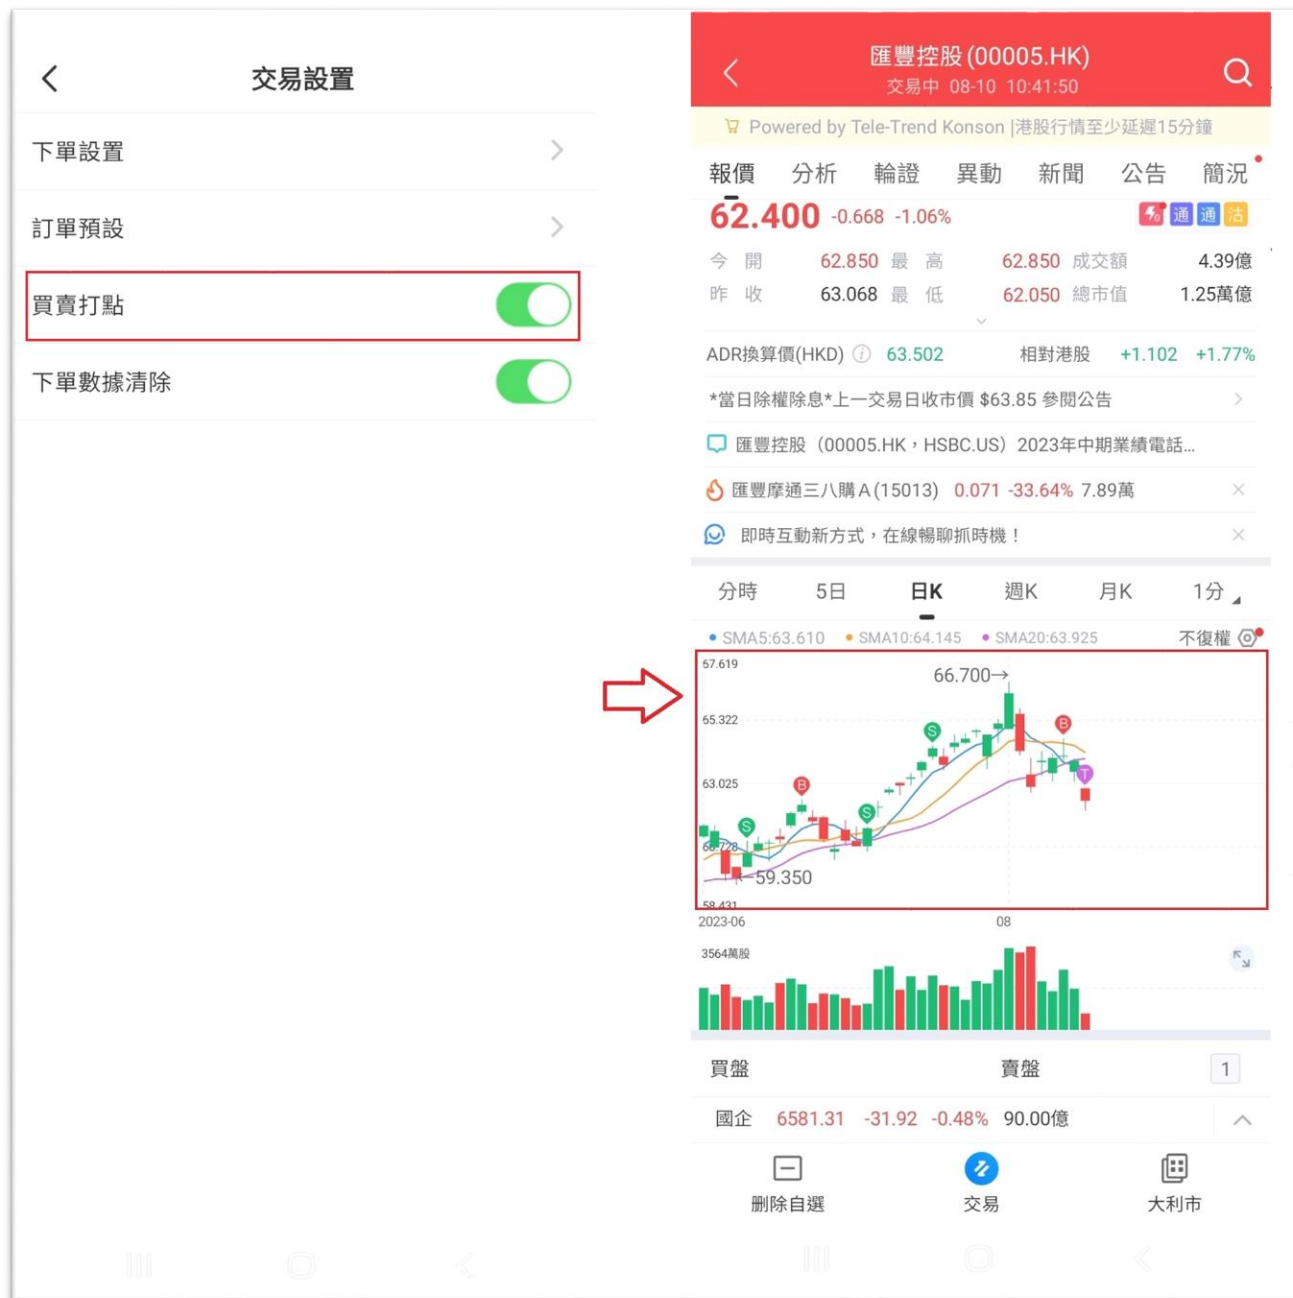 交易設置
下單設置
訂單預設
買賣打點
下單數據清除
匯豐控股(00005.HK)
交易中 08-10 10:41:50
Powered by Tele-Trend Konson |港股行情至少延遲15分鐘
報價 分析 輪證 異動 新聞 公告 簡況
62.400 -0.668 -1.06% 通 通 沽
今開 62.850 最高 62.850 成交額 4.39億
昨收 63.068 最低 62.050 總市值 1.25萬億
ADR換算價(HKD) 63.502 相對港股 +1.102 +1.77%
*當日除權除息*上一交易日收市價 $63.85 參閱公告
匯豐控股（00005.HK，HSBC.US）2023年中期業績電話...
匯豐摩通三八購A(15013) 0.071 -33.64% 7.89萬
即時互動新方式，在線暢聊抓時機！
分時 5日 日K 週K 月K 1分
SMA5:63.610 SMA10:64.145 SMA20:63.925 不復權
67.619
66.700
65.322
S B
63.025
B T
S S
60.728
59.350
58.431
2023-06 08
3564萬股
買盤 賣盤 1
國企 6581.31 -31.92 -0.48% 90.00億
刪除自選 交易 大利市